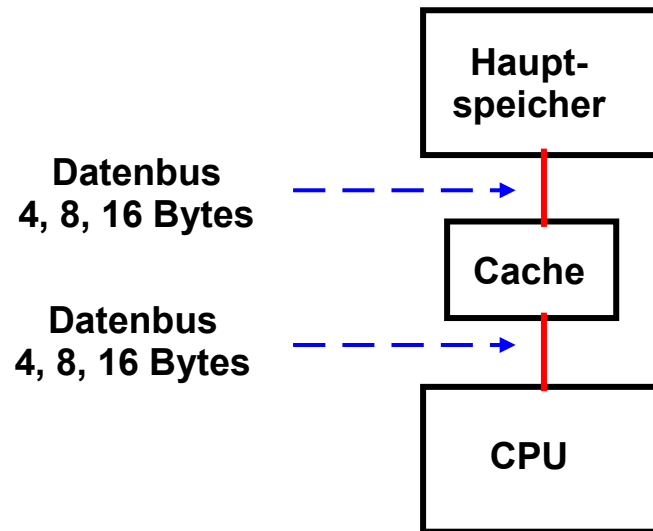 Haupt-
speicher
Datenbus
4, 8, 16 Bytes
Cache
Datenbus
4, 8, 16 Bytes
CPU